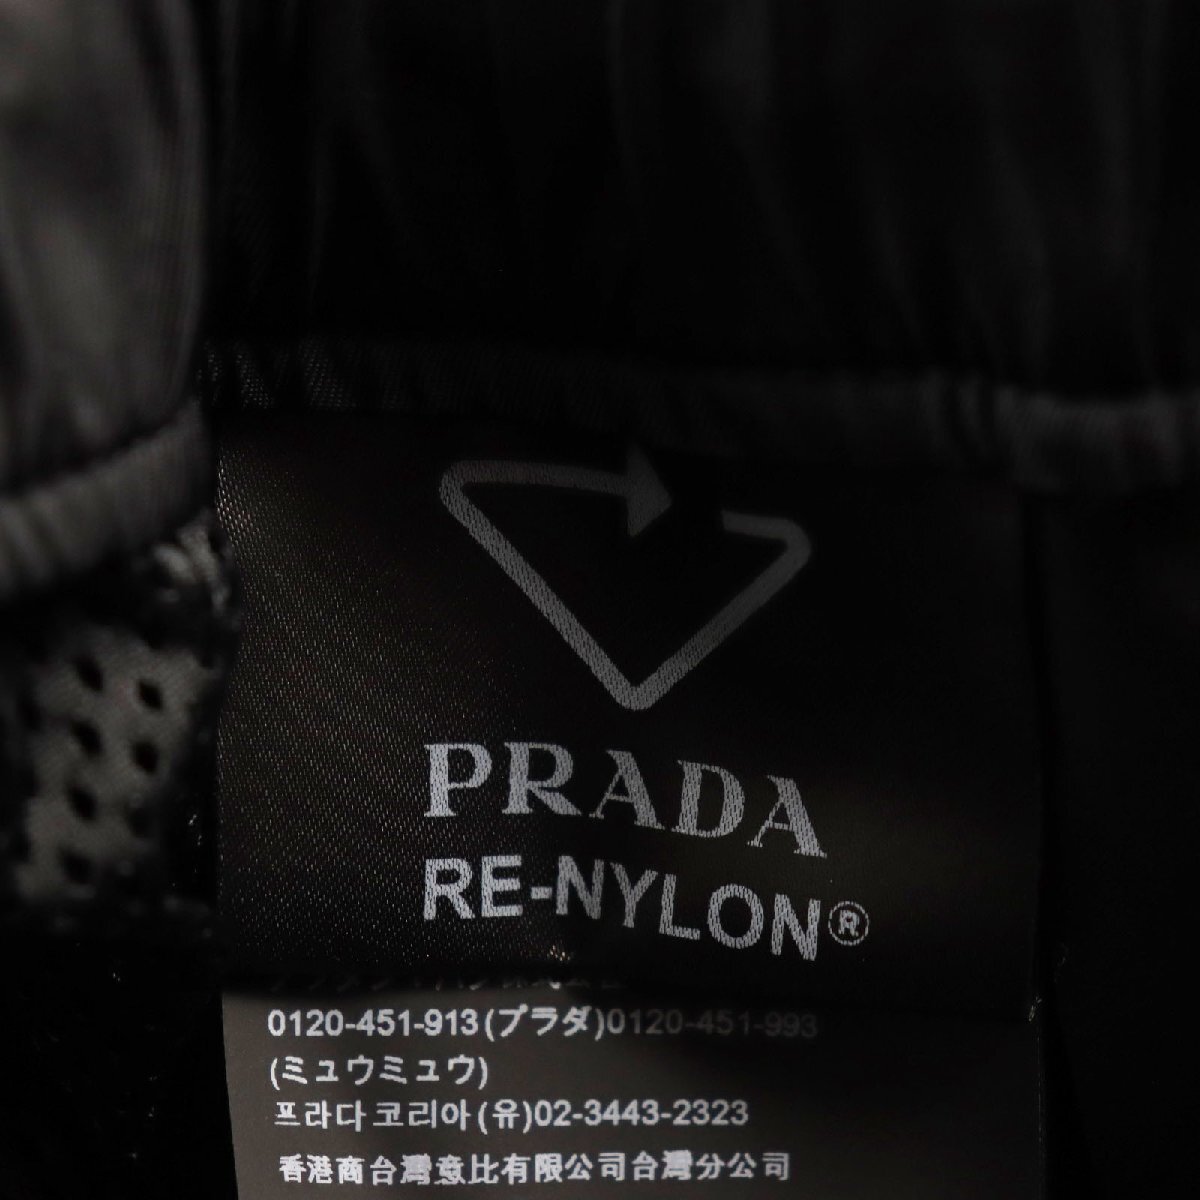 PRADA
RE-NYLON®
0120-451-913(プラダ)0120-451-993
(ミュウミュウ)
프라다코리아(유)02-3443-2323
香港商台灣意比有限公司台灣分公司